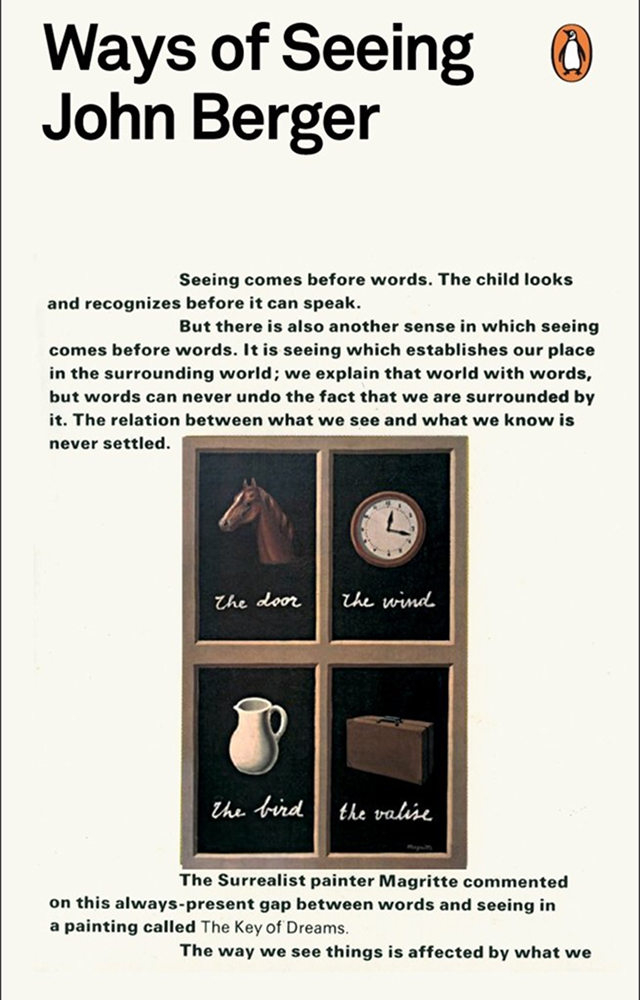 Ways of Seeing
John Berger
Seeing comes before words. The child looks
and recognizes before it can speak.
But there is also another sense in which seeing
comes before words. It is seeing which establishes our place
in the surrounding world; we explain that world with words,
but words can never undo the fact that we are surrounded by
it. The relation between what we see and what we know is
never settled.
The door
The wind
The bird
the valise
Magritte
The Surrealist painter Magritte commented
on this always-present gap between words and seeing in
a painting called The Key of Dreams.
The way we see things is affected by what we